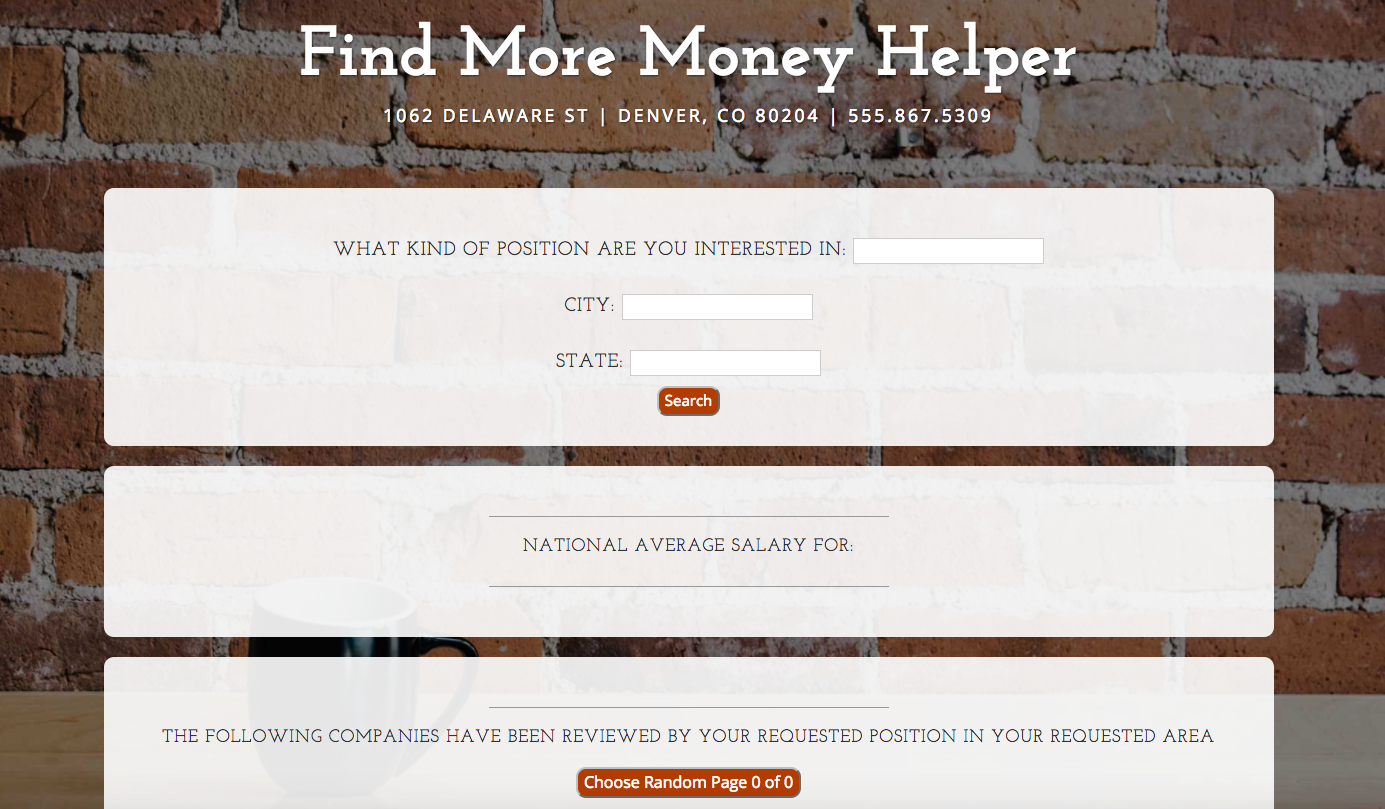 Find More Money Helper
1062 DELAWARE ST | DENVER, CO 80204 | 555.867.5309
WHAT KIND OF POSITION ARE YOU INTERESTED IN:
CITY:
STATE:
Search
NATIONAL AVERAGE SALARY FOR:
THE FOLLOWING COMPANIES HAVE BEEN REVIEWED BY YOUR REQUESTED POSITION IN YOUR REQUESTED AREA
Choose Random Page 0 of 0